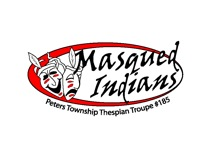 Masqued
Indians
Peters Township Thespian Troupe #185